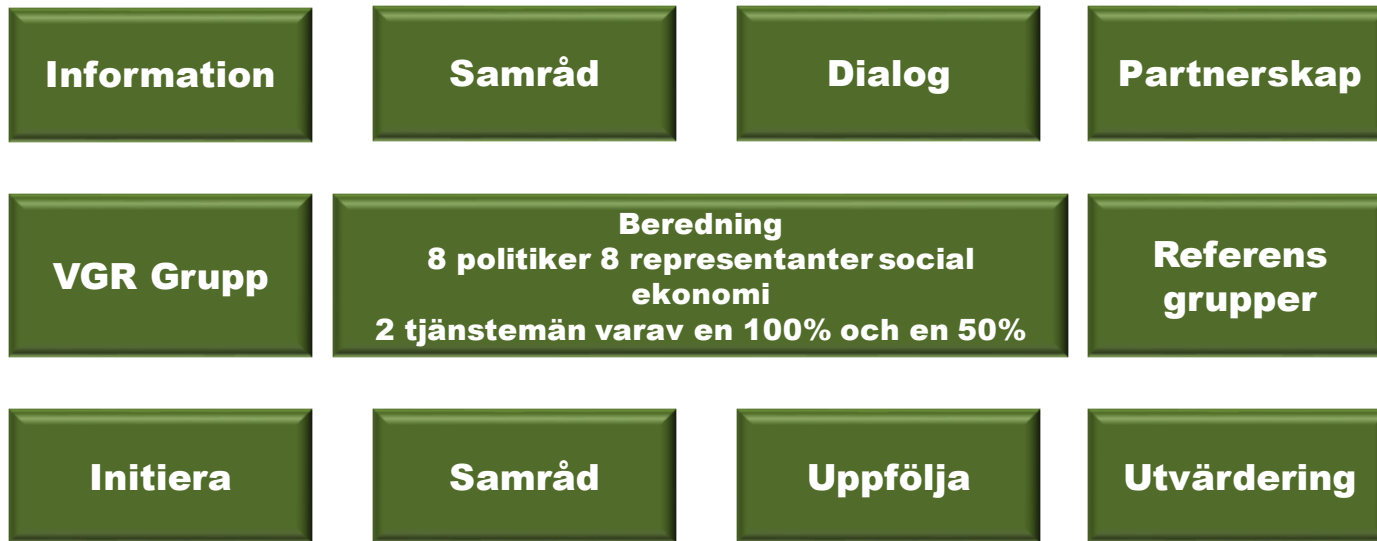 Information
Samråd
Dialog
Partnerskap
VGR Grupp
Beredning
8 politiker 8 representanter social
ekonomi
2 tjänstemän varav en 100% och en 50%
Referens
grupper
Initiera
Samråd
Uppfölja
Utvärdering